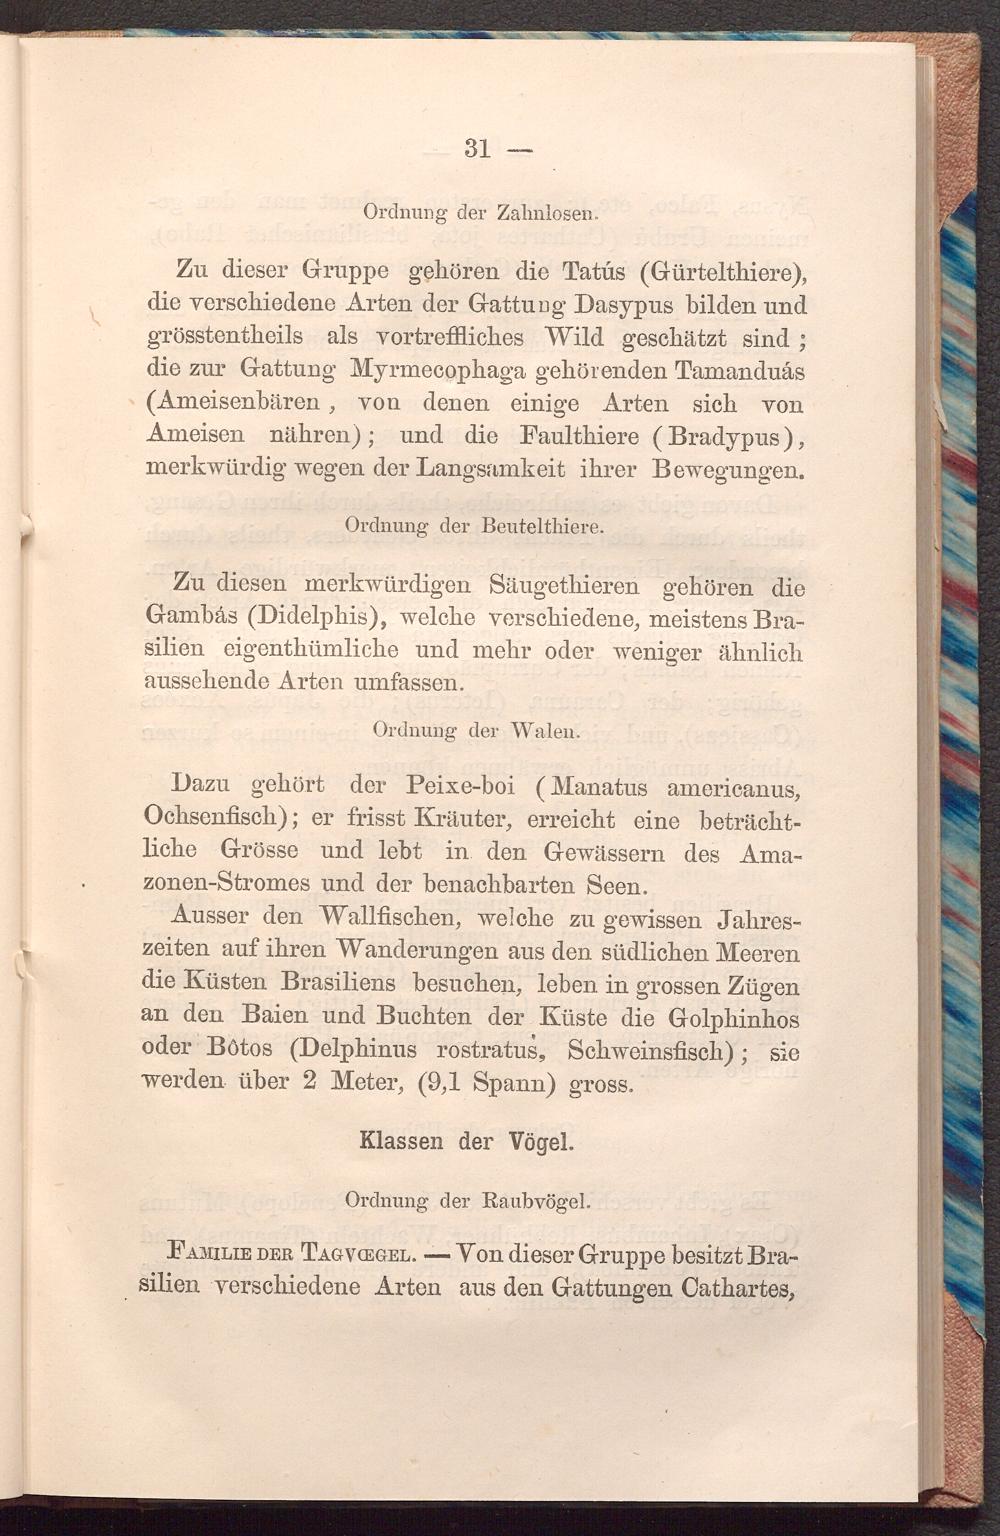 31 —
Ordnung der Zahnlosen.
Zu dieser Gruppe gehören die Tatús (Gürtelthiere),
die verschiedene Arten der Gattung Dasypus bilden und
grösstentheils als vortreffliches Wild geschätzt sind ;
die zur Gattung Myrmecophaga gehörenden Tamanduás
(Ameisenbären , von denen einige Arten sich von
Ameisen nähren) ; und die Faulthiere ( Bradypus ) ,
merkwürdig wegen der Langsamkeit ihrer Bewegungen.
Ordnung der Beutelthiere.
Zu diesen merkwürdigen Säugethieren gehören die
Gambás (Didelphis), welche verschiedene, meistens Bra-
silien eigenthümliche und mehr oder weniger ähnlich
aussehende Arten umfassen.
Ordnung der Walen.
Dazu gehört der Peixe-boi ( Manatus americanus,
Ochsenfisch) ; er frisst Kräuter, erreicht eine beträcht-
liche Grösse und lebt in den Gewässern des Ama-
zonen-Stromes und der benachbarten Seen.
Ausser den Wallfischen, welche zu gewissen Jahres-
zeiten auf ihren Wanderungen aus den südlichen Meeren
die Küsten Brasiliens besuchen, leben in grossen Zügen
an den Baien und Buchten der Küste die Golphinhos
oder Bôtos (Delphinus rostratus, Schweinsfisch) ; sie
werden über 2 Meter, (9,1 Spann) gross.
Klassen der Vögel.
Ordnung der Raubvögel.
FAMILIE DER TAGVŒGEL. — Von dieser Gruppe besitzt Bra-
silien verschiedene Arten aus den Gattungen Cathartes,